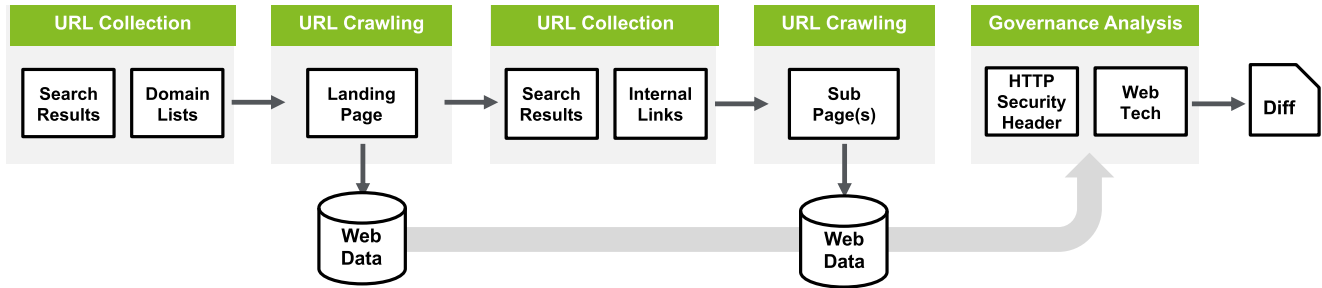 URL Collection
URL Crawling
URL Collection
URL Crawling
Governance Analysis
Search
Results
Domain
Lists
Landing
Page
Search
Results
Internal
Links
Sub
Page(s)
HTTP
Security
Header
Web
Tech
Diff
Web
Data
Web
Data